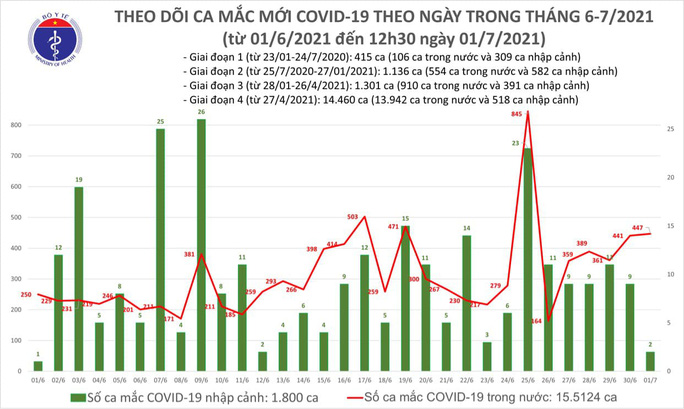 BỘ Y TẾ
MINISTRY OF HEALTH
THEO DÕI CA MẮC MỚI COVID-19 THEO NGÀY TRONG THÁNG 6-7/2021
(từ 01/6/2021 đến 12h30 ngày 01/7/2021)
- Giai đoạn 1 (từ 23/01-24/7/2020): 415 ca (106 ca trong nước và 309 ca nhập cảnh)
- Giai đoạn 2 (từ 25/7/2020-27/01/2021): 1.136 ca (554 ca trong nước và 582 ca nhập cảnh)
- Giai đoạn 3 (từ 28/01-26/4/2021): 1.301 ca (910 ca trong nước và 391 ca nhập cảnh)
- Giai đoạn 4 (từ 27/4/2021): 14.460 ca (13.942 ca trong nước và 518 ca nhập cảnh)
800
700
600
500
400
300
200
100
0
25
20
15
10
5
0
1 12 19 5 8 5 25 4 26 8 11 2 4 6 4 9 12 5 15 11 5 14 3 6 23 11 9 9 11 9 2
250 229 231 219 246 201 211 171 381 211 185 259 293 266 398 414 503 259 471 300 267 230 217 279 845 164 359 389 361 441 447
01/6 02/6 03/6 04/6 05/6 06/6 07/6 08/6 09/6 10/6 11/6 12/6 13/6 14/6 15/6 16/6 17/6 18/6 19/6 20/6 21/6 22/6 23/6 24/6 25/6 26/6 27/6 28/6 29/6 30/6 01/7
Số ca mắc COVID-19 nhập cảnh: 1.800 ca
Số ca mắc COVID-19 trong nước: 15.5124 ca